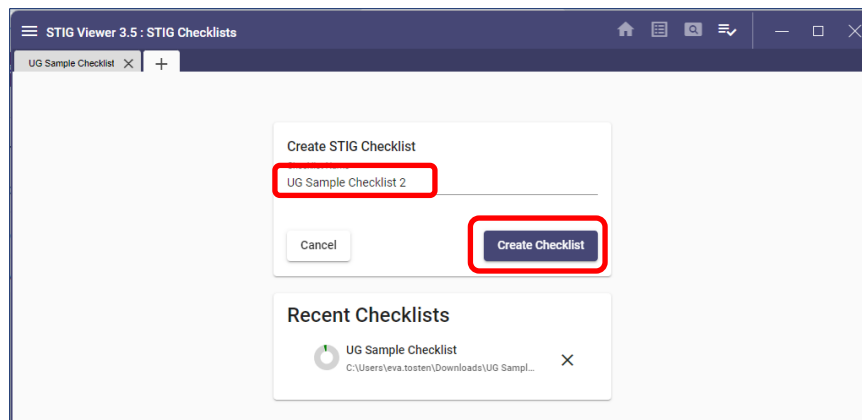 STIG Viewer 3.5 : STIG Checklists
UG Sample Checklist
Create STIG Checklist
UG Sample Checklist 2
Cancel
Create Checklist
Recent Checklists
UG Sample Checklist
C:\Users\eva.tosten\Downloads\UG Sampl...